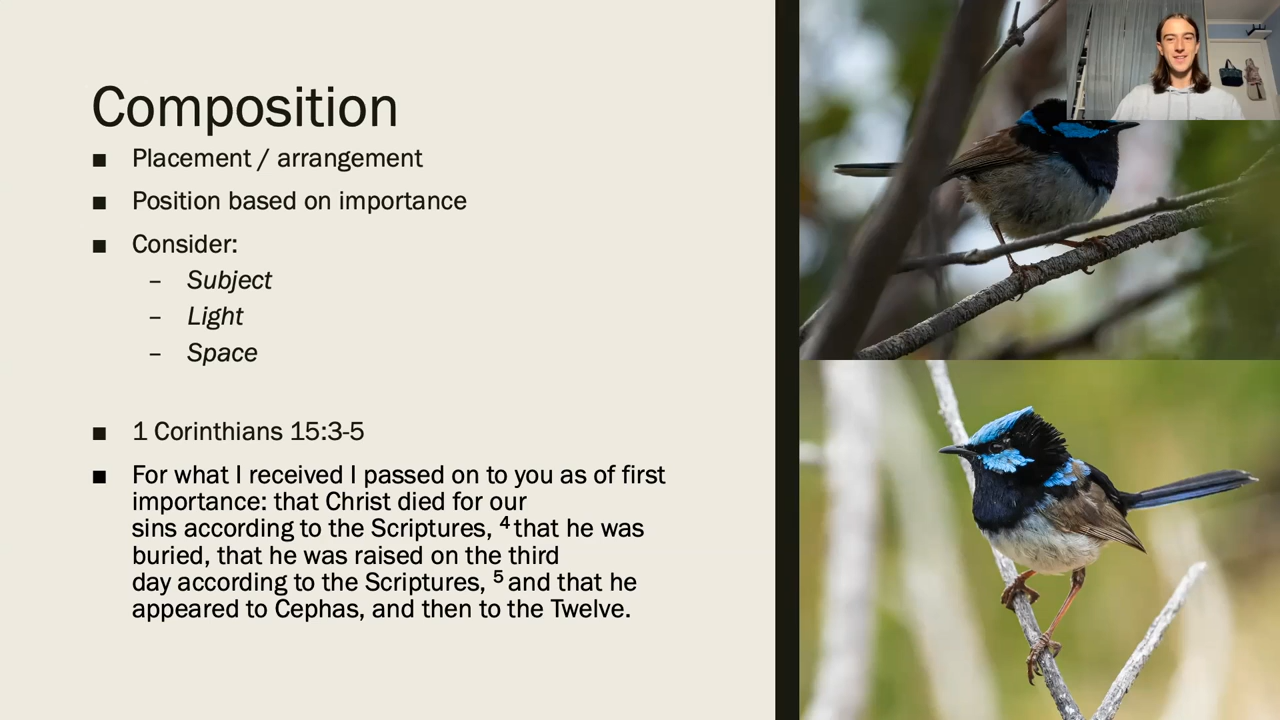 Composition
■ Placement / arrangement
■ Position based on importance
■ Consider:
– Subject
– Light
– Space
■ 1 Corinthians 15:3-5
■ For what I received I passed on to you as of first
importance: that Christ died for our
sins according to the Scriptures, ⁴ that he was
buried, that he was raised on the third
day according to the Scriptures, ⁵ and that he
appeared to Cephas, and then to the Twelve.